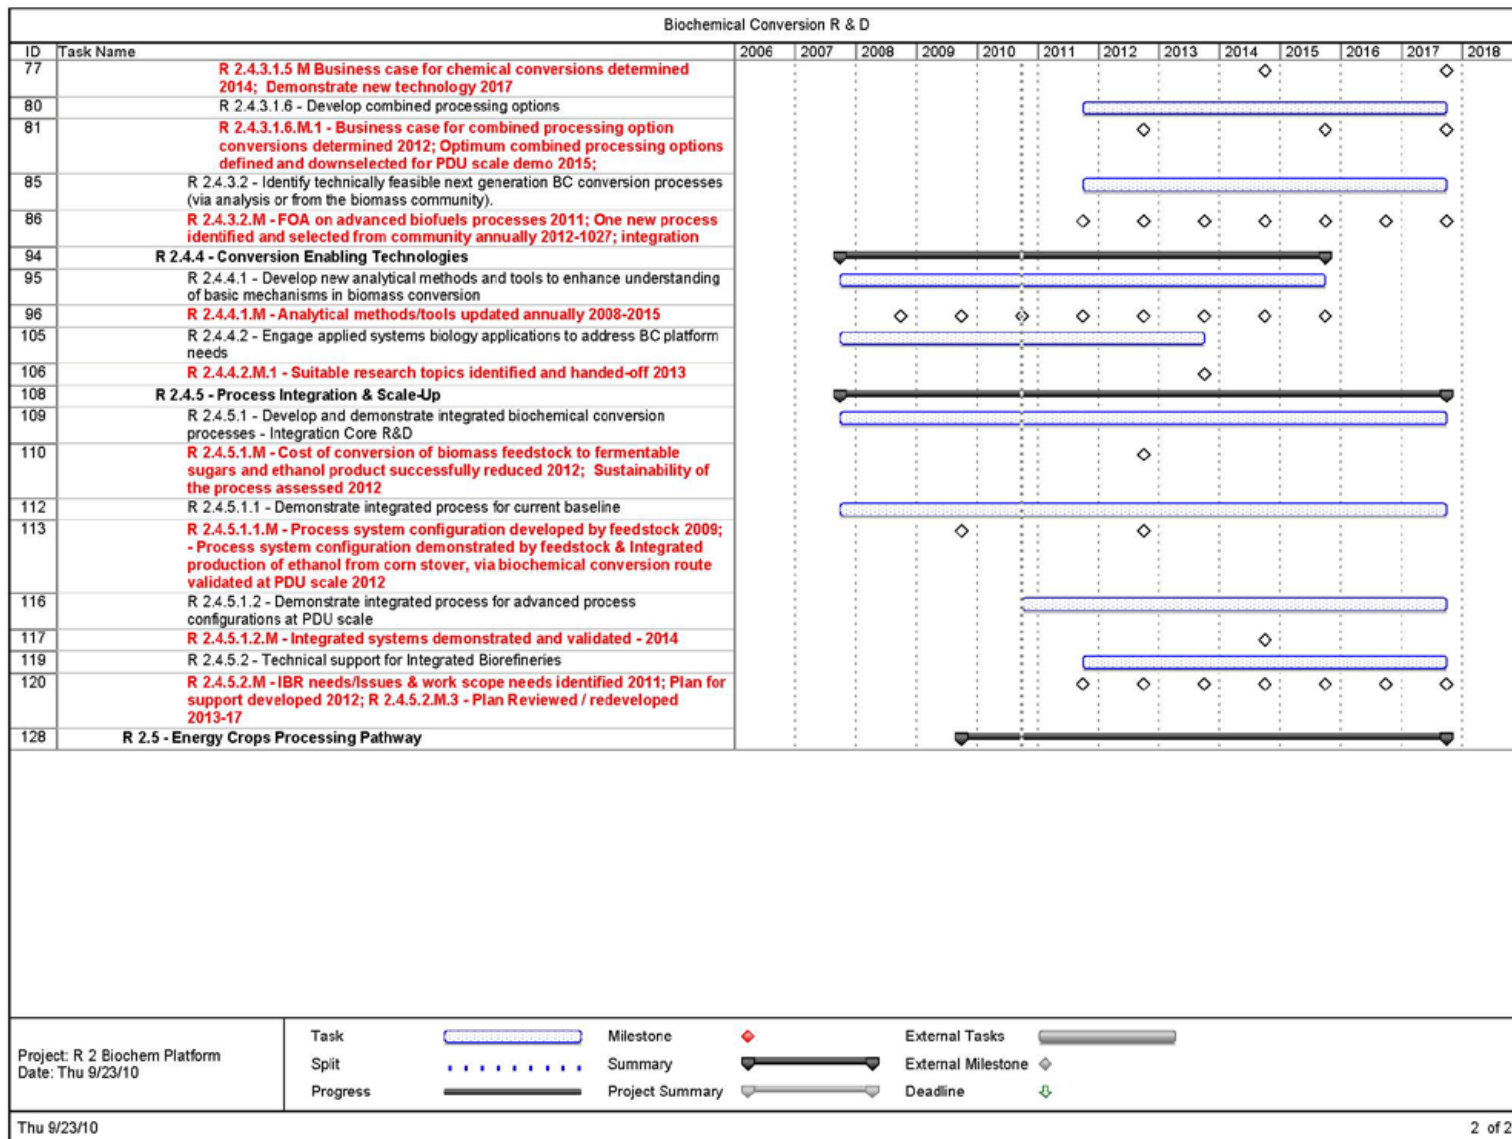 Biochemical Conversion R & D
ID Task Name 2006 2007 2008 2009 2010 2011 2012 2013 2014 2015 2016 2017 2018
77 R 2.4.3.1.5 M Business case for chemical conversions determined
2014; Demonstrate new technology 2017
80 R 2.4.3.1.6 - Develop combined processing options
81 R 2.4.3.1.6.M.1 - Business case for combined processing option
conversions determined 2012; Optimum combined processing options
defined and downselected for PDU scale demo 2015;
85 R 2.4.3.2 - Identify technically feasible next generation BC conversion processes
(via analysis or from the biomass community).
86 R 2.4.3.2.M - FOA on advanced biofuels processes 2011; One new process
identified and selected from community annually 2012-1027; integration
94 R 2.4.4 - Conversion Enabling Technologies
95 R 2.4.4.1 - Develop new analytical methods and tools to enhance understanding
of basic mechanisms in biomass conversion
96 R 2.4.4.1.M - Analytical methods/tools updated annually 2008-2015
105 R 2.4.4.2 - Engage applied systems biology applications to address BC platform
needs
106 R 2.4.4.2.M.1 - Suitable research topics identified and handed-off 2013
108 R 2.4.5 - Process Integration & Scale-Up
109 R 2.4.5.1 - Develop and demonstrate integrated biochemical conversion
processes - Integration Core R&D
110 R 2.4.5.1.M - Cost of conversion of biomass feedstock to fermentable
sugars and ethanol product successfully reduced 2012; Sustainability of
the process assessed 2012
112 R 2.4.5.1.1 - Demonstrate integrated process for current baseline
113 R 2.4.5.1.1.M - Process system configuration developed by feedstock 2009;
- Process system configuration demonstrated by feedstock & Integrated
production of ethanol from corn stover, via biochemical conversion route
validated at PDU scale 2012
116 R 2.4.5.1.2 - Demonstrate integrated process for advanced process
configurations at PDU scale
117 R 2.4.5.1.2.M - Integrated systems demonstrated and validated - 2014
119 R 2.4.5.2 - Technical support for Integrated Biorefineries
120 R 2.4.5.2.M - IBR needs/Issues & work scope needs identified 2011; Plan for
support developed 2012; R 2.4.5.2.M.3 - Plan Reviewed / redeveloped
2013-17
128 R 2.5 - Energy Crops Processing Pathway
Project: R 2 Biochem Platform
Date: Thu 9/23/10
Task Milestone External Tasks
Split Summary External Milestone
Progress Project Summary Deadline
Thu 9/23/10 2 of 2